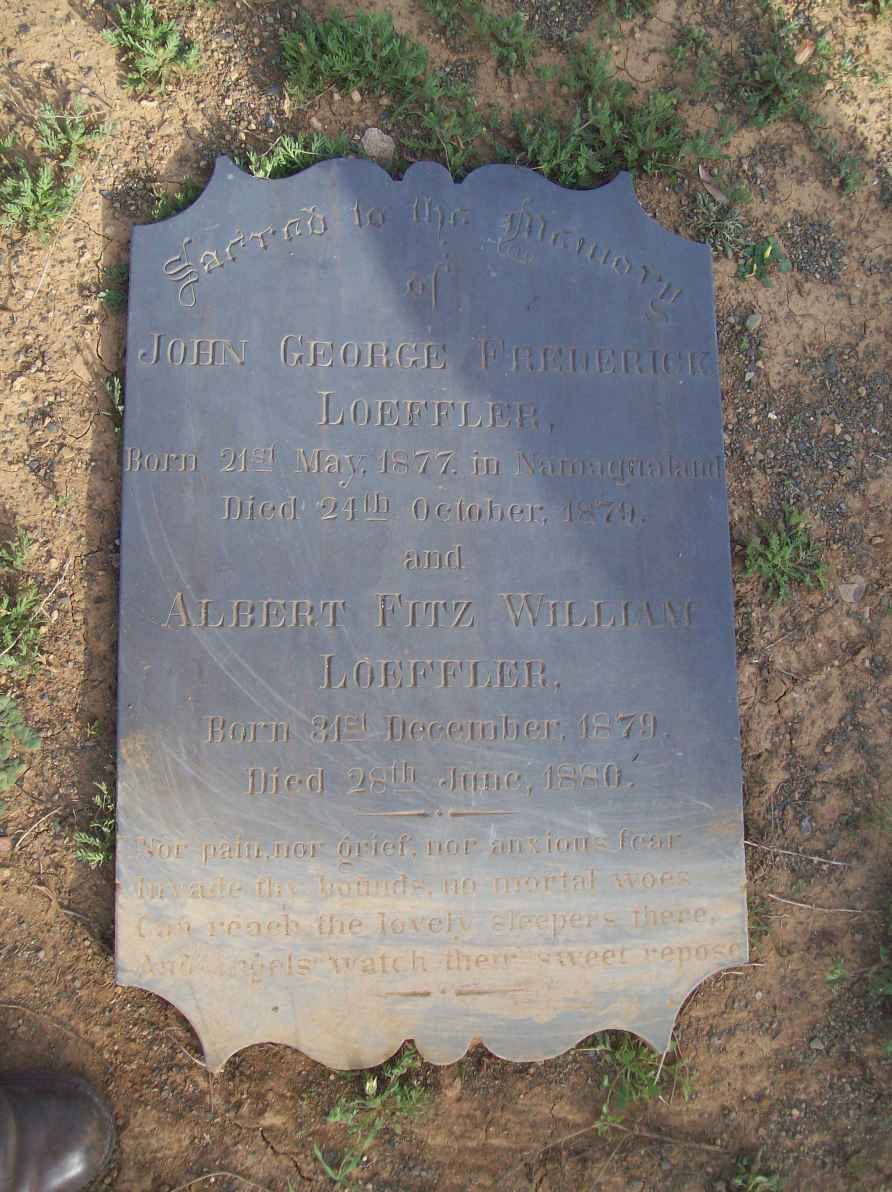 Sacred to the Memory
of
JOHN GEORGE FREDERICK
LOEFFLER,
Born 21st May, 1877, in Namaqualand
Died 24th October, 1879.
and
ALBERT FITZ WILLIAM
LOEFFLER,
Born 31st December, 1879.
Died 28th June, 1880.
Nor pain, nor grief, nor anxious fear
Invade thy bounds, no mortal woes
Can reach the lovely sleepers there,
And angels watch their sweet repose